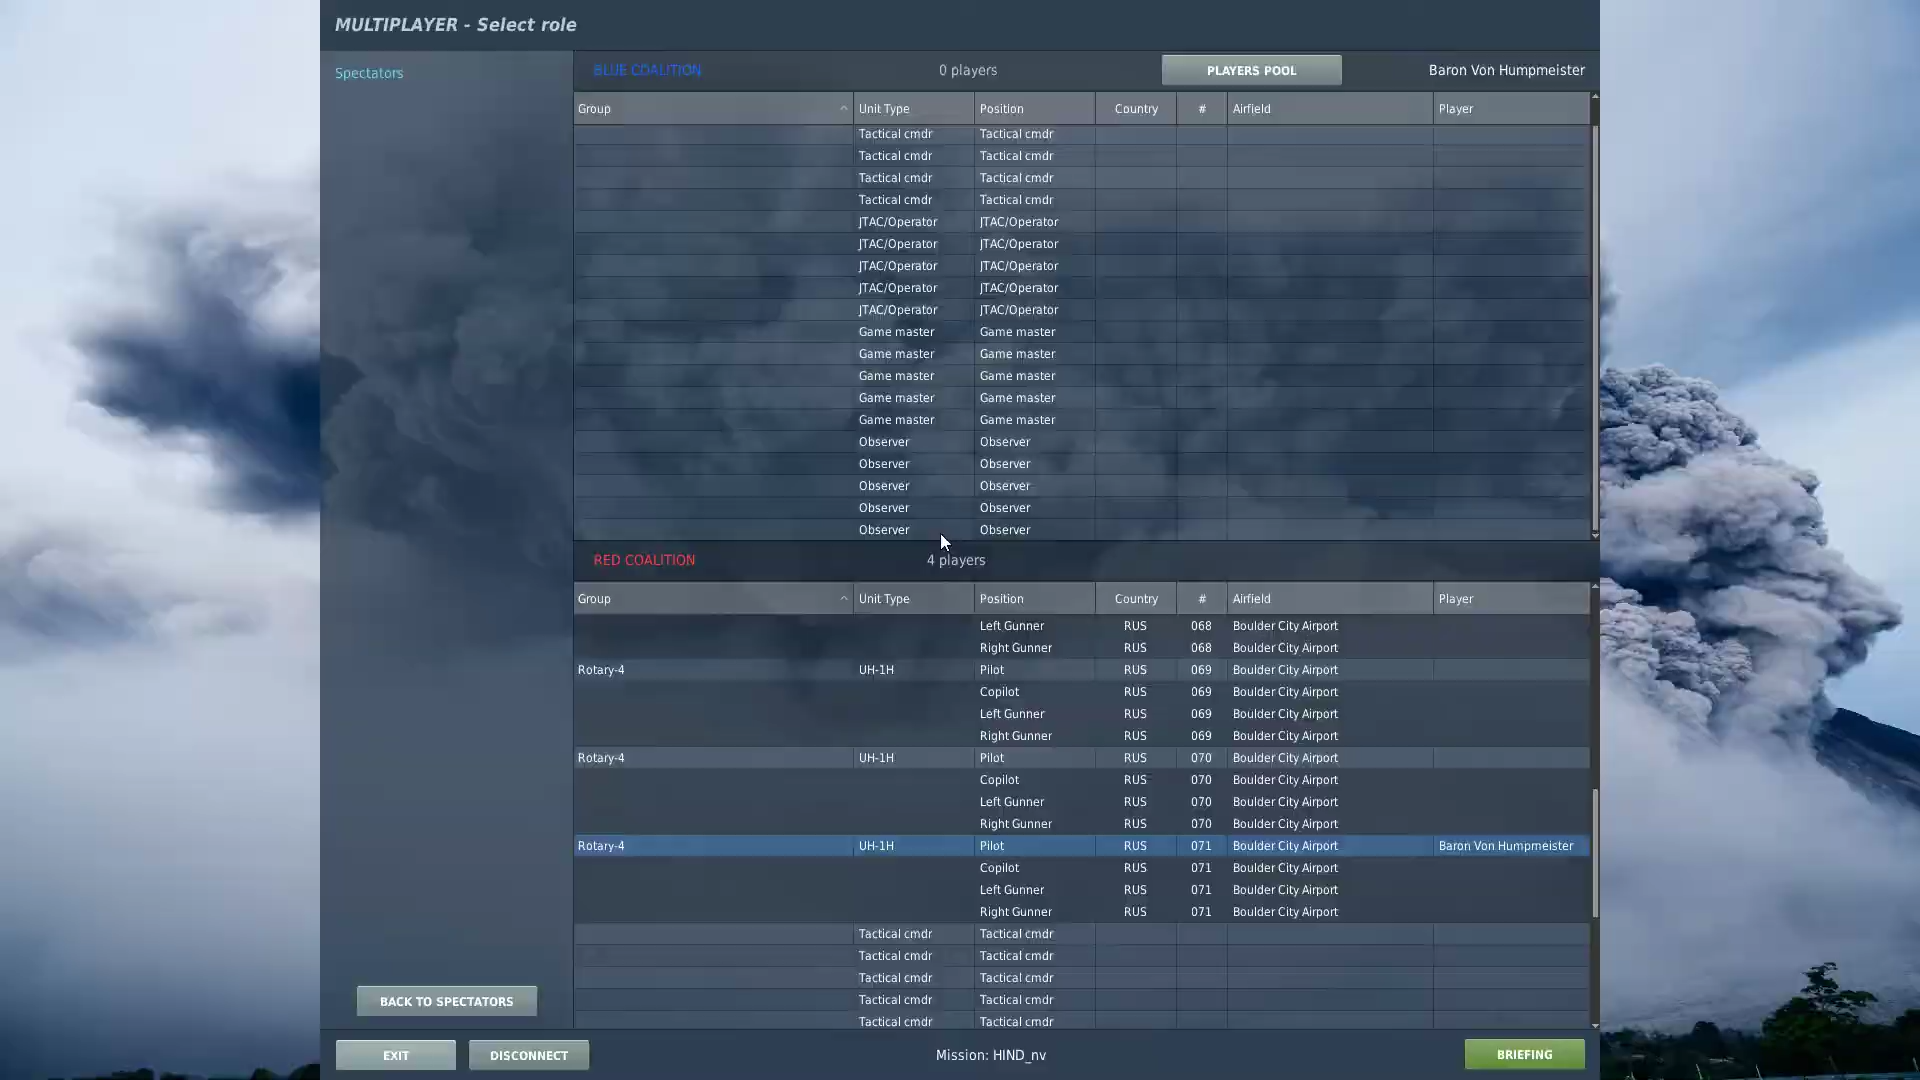 MULTIPLAYER - Select role
Spectators
BLUE COALITION 0 players PLAYERS POOL Baron Von Humpmeister
Group Unit Type Position Country # Airfield Player
Tactical cmdr Tactical cmdr
Tactical cmdr Tactical cmdr
Tactical cmdr Tactical cmdr
Tactical cmdr Tactical cmdr
JTAC/Operator JTAC/Operator
JTAC/Operator JTAC/Operator
JTAC/Operator JTAC/Operator
JTAC/Operator JTAC/Operator
JTAC/Operator JTAC/Operator
Game master Game master
Game master Game master
Game master Game master
Game master Game master
Game master Game master
Observer Observer
Observer Observer
Observer Observer
Observer Observer
Observer Observer
RED COALITION 4 players
Group Unit Type Position Country # Airfield Player
Left Gunner RUS 068 Boulder City Airport
Right Gunner RUS 068 Boulder City Airport
Rotary-4 UH-1H Pilot RUS 069 Boulder City Airport
Copilot RUS 069 Boulder City Airport
Left Gunner RUS 069 Boulder City Airport
Right Gunner RUS 069 Boulder City Airport
Rotary-4 UH-1H Pilot RUS 070 Boulder City Airport
Copilot RUS 070 Boulder City Airport
Left Gunner RUS 070 Boulder City Airport
Right Gunner RUS 070 Boulder City Airport
Rotary-4 UH-1H Pilot RUS 071 Boulder City Airport Baron Von Humpmeister
Copilot RUS 071 Boulder City Airport
Left Gunner RUS 071 Boulder City Airport
Right Gunner RUS 071 Boulder City Airport
Tactical cmdr Tactical cmdr
Tactical cmdr Tactical cmdr
Tactical cmdr Tactical cmdr
Tactical cmdr Tactical cmdr
Tactical cmdr Tactical cmdr
BACK TO SPECTATORS
EXIT DISCONNECT Mission: HIND_nv BRIEFING